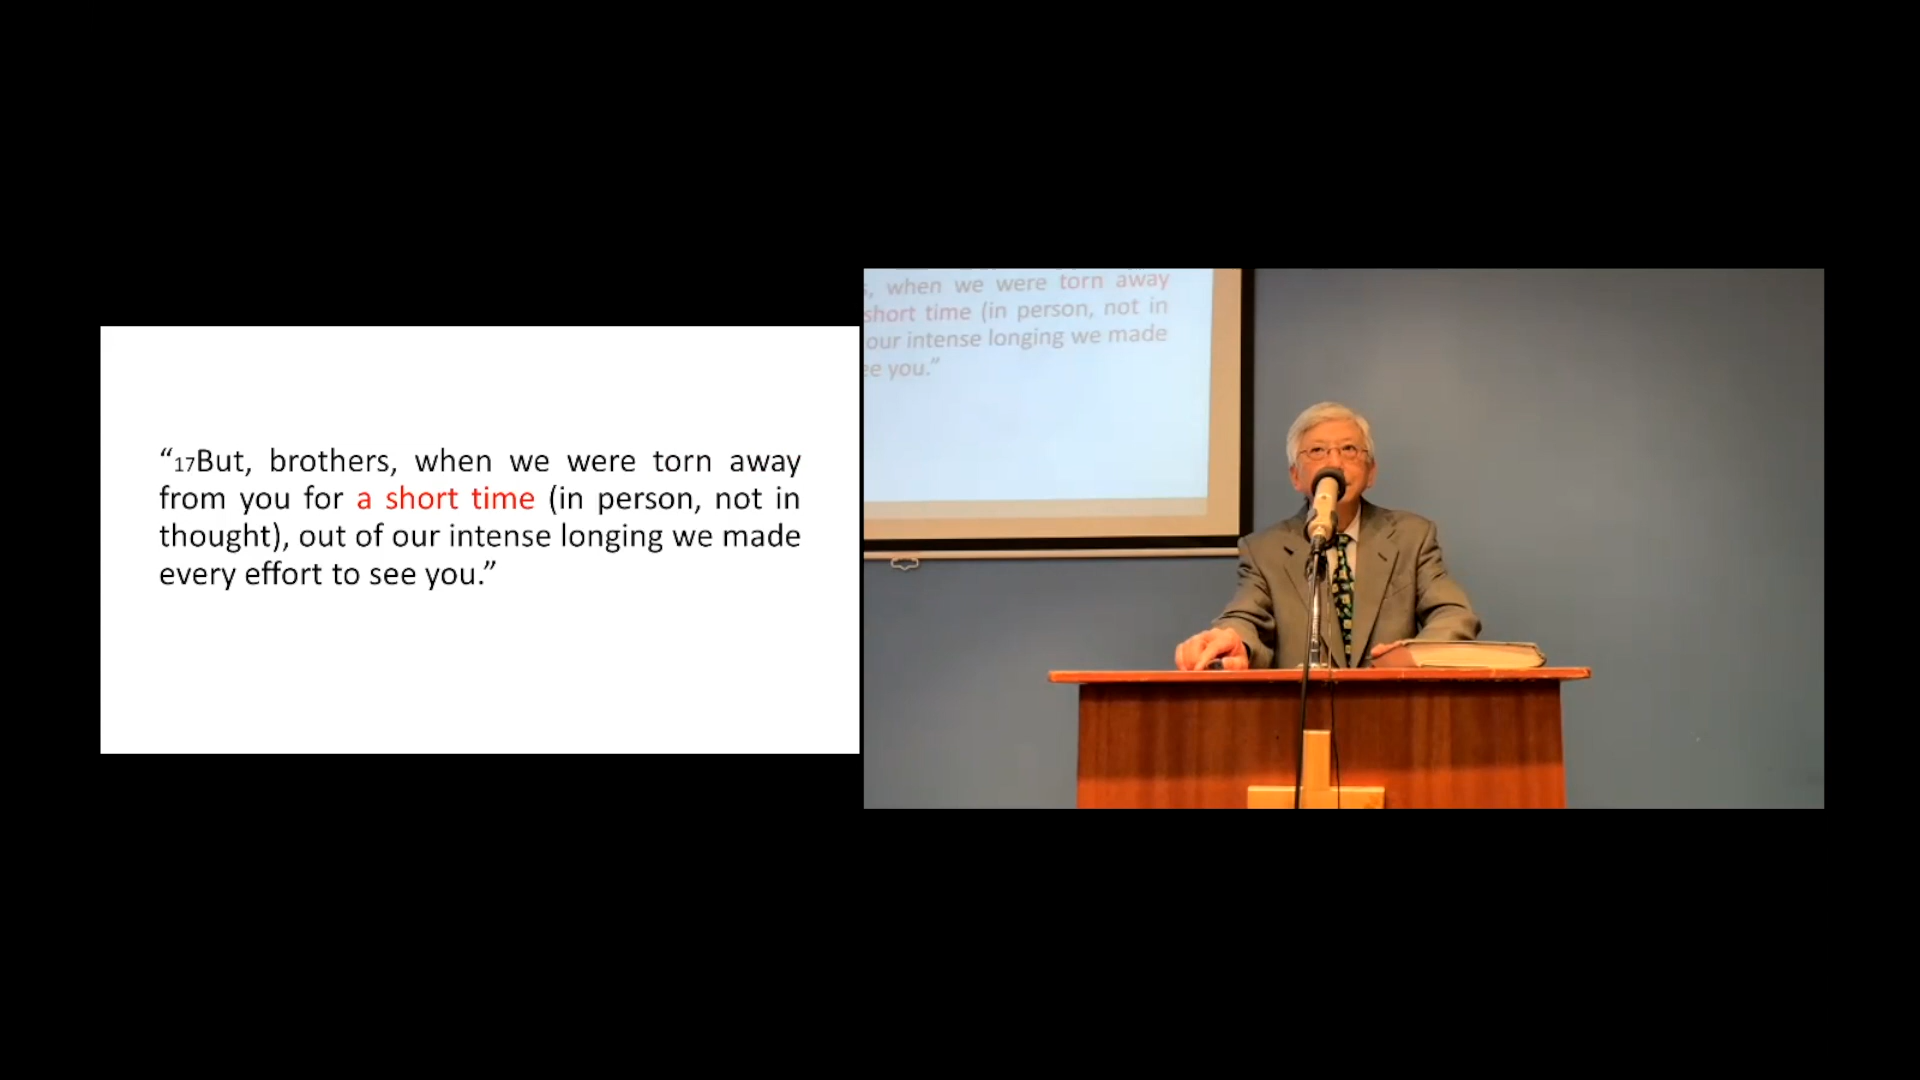 “17But, brothers, when we were torn away
from you for a short time (in person, not in
thought), out of our intense longing we made
every effort to see you.”
, when we were torn away
short time (in person, not in
our intense longing we made
ee you.”